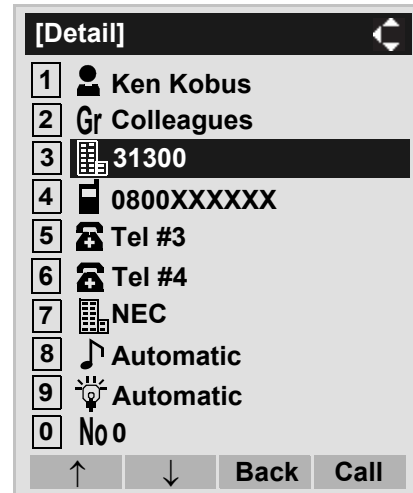 [Detail]
1 Ken Kobus
2 Gr Colleagues
3 31300
4 0800XXXXXX
5 Tel #3
6 Tel #4
7 NEC
8 Automatic
9 Automatic
0 No 0
↑ ↓ Back Call